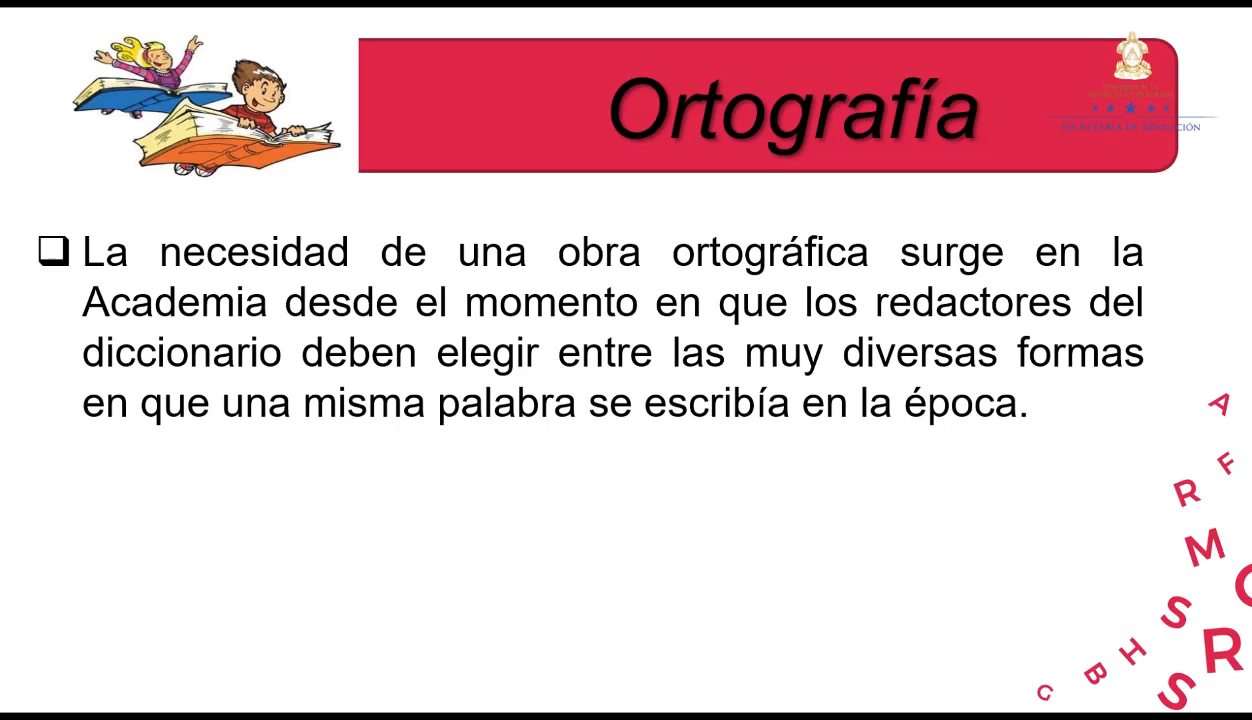 Ortografía
SECRETARÍA DE EDUCACIÓN
La necesidad de una obra ortográfica surge en la
Academia desde el momento en que los redactores del
diccionario deben elegir entre las muy diversas formas
en que una misma palabra se escribía en la época.
A
F
R
M
S
R
H
B
S
G